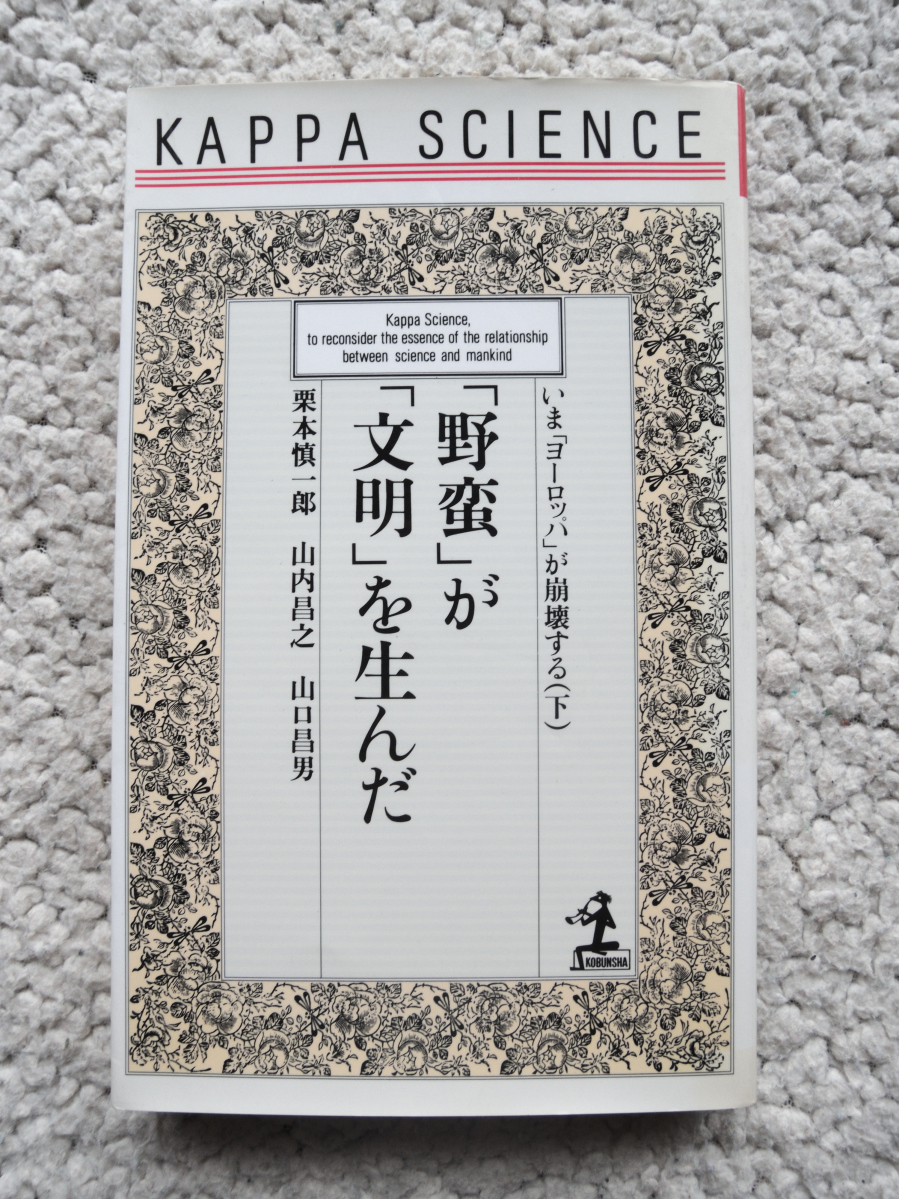 KAPPA SCIENCE
Kappa Science,
to reconsider the essence of the relationship
between science and mankind
いま「ヨーロッパ」が崩壊する(下)
「野蛮」が
「文明」を生んだ
栗本慎一郎 山内昌之 山口昌男
KOBUNSHA